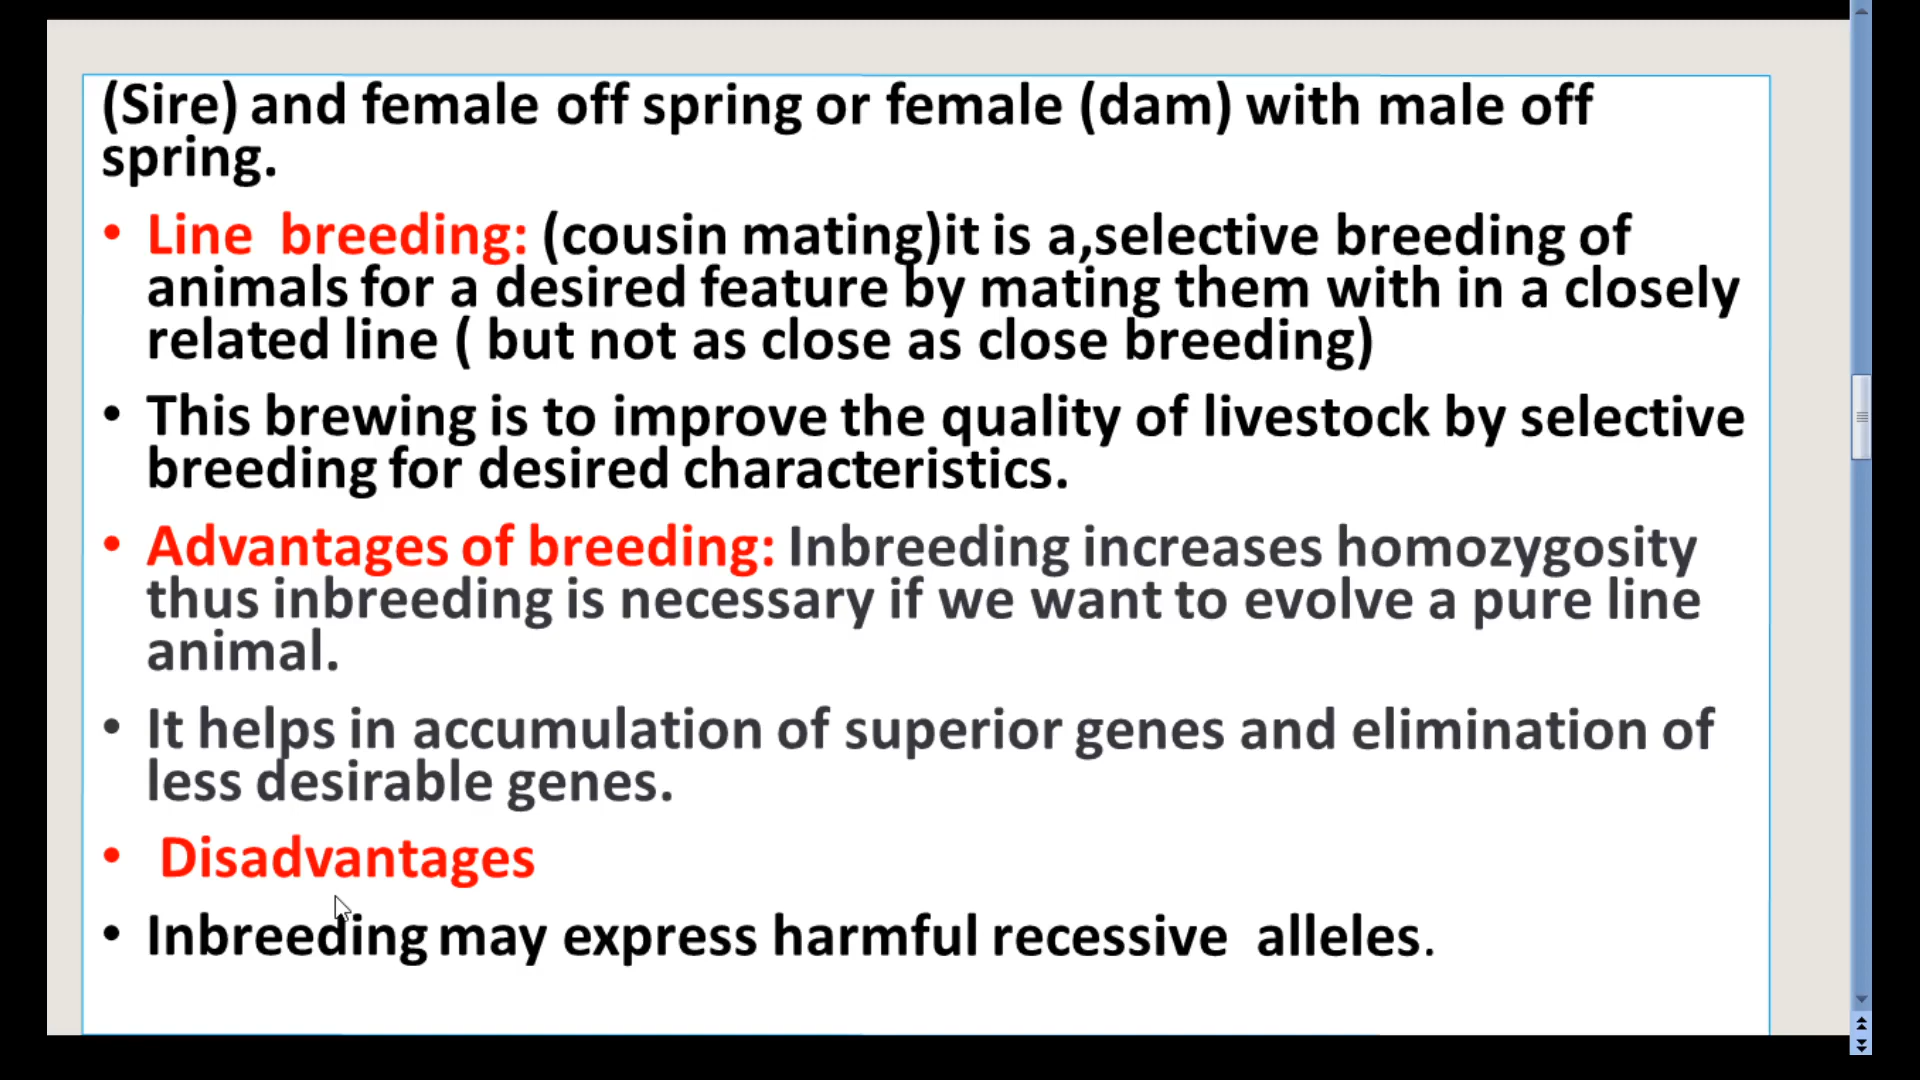 (Sire) and female off spring or female (dam) with male off
spring.
• Line breeding: (cousin mating)it is a,selective breeding of
animals for a desired feature by mating them with in a closely
related line ( but not as close as close breeding)
• This brewing is to improve the quality of livestock by selective
breeding for desired characteristics.
• Advantages of breeding: Inbreeding increases homozygosity
thus inbreeding is necessary if we want to evolve a pure line
animal.
• It helps in accumulation of superior genes and elimination of
less desirable genes.
• Disadvantages
• Inbreeding may express harmful recessive alleles.